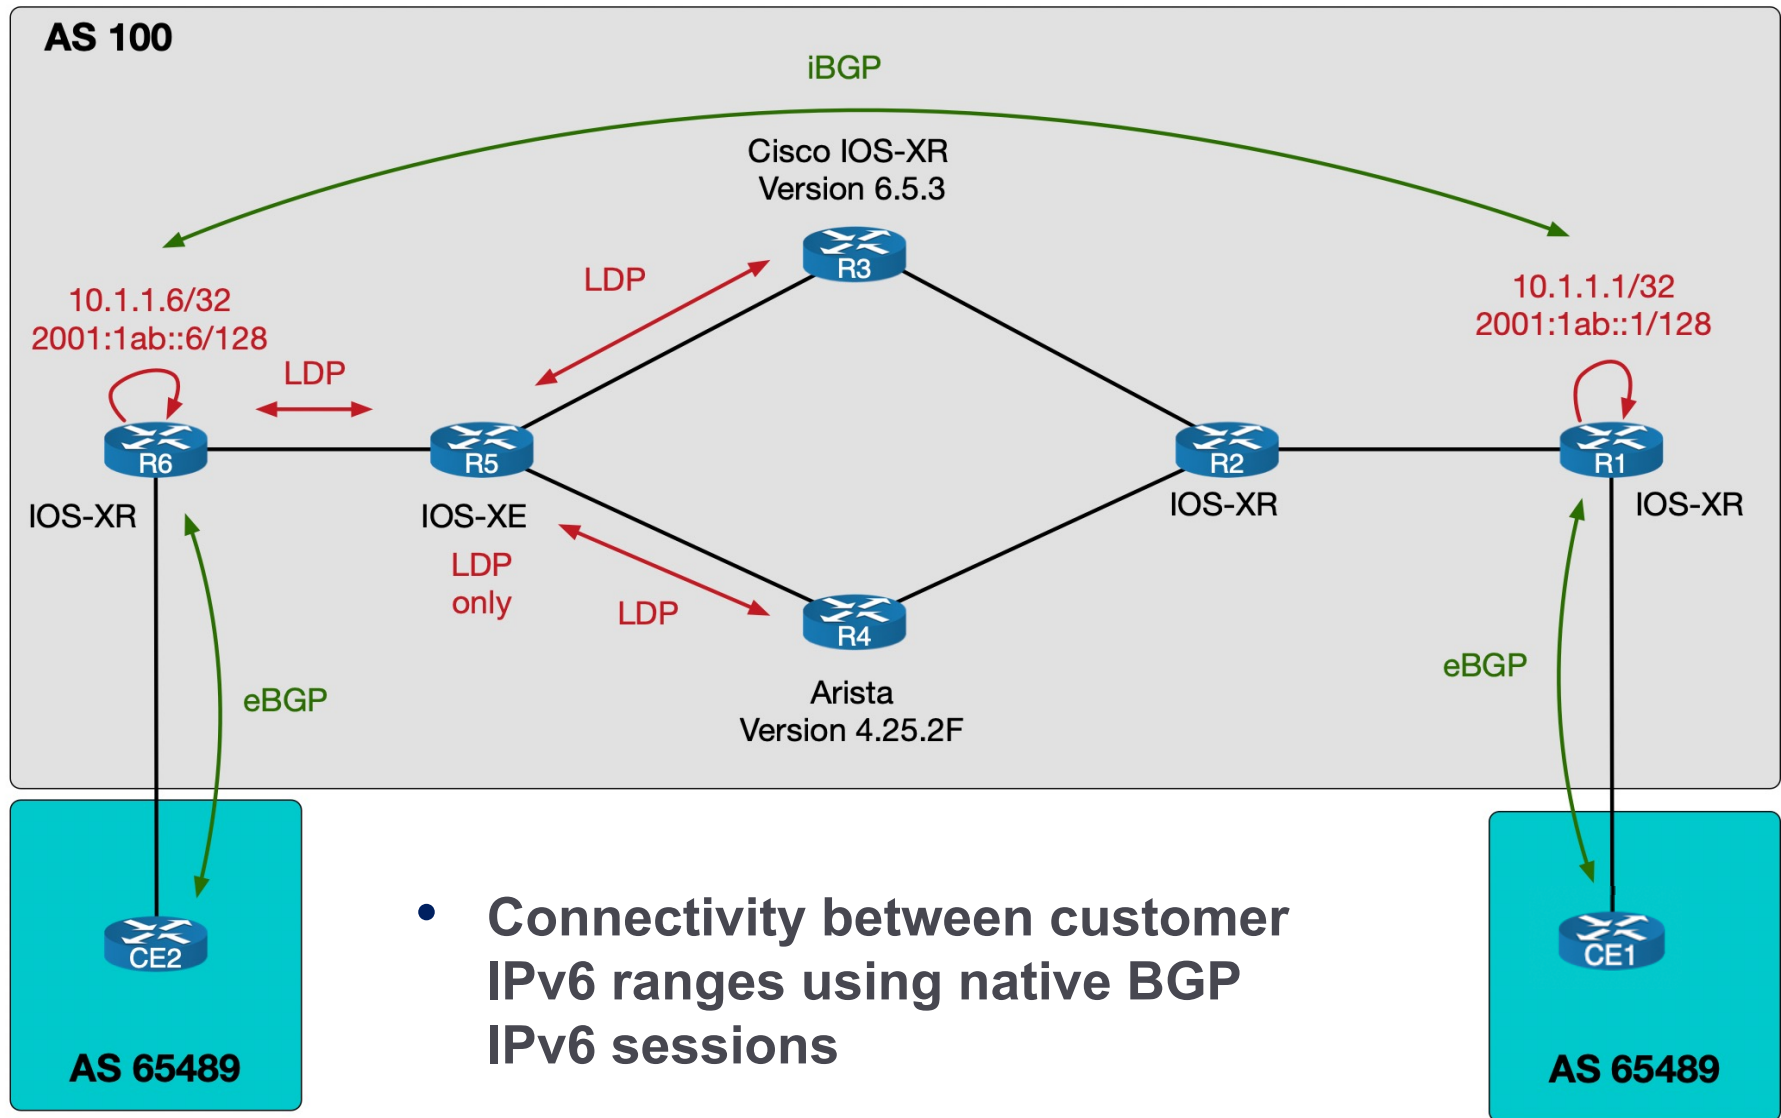 AS 100
iBGP
Cisco IOS-XR
Version 6.5.3
R3
LDP
10.1.1.6/32
2001:1ab::6/128
LDP
10.1.1.1/32
2001:1ab::1/128
R6
R5
R2
R1
IOS-XR
IOS-XE
IOS-XR
IOS-XR
LDP
only
LDP
R4
Arista
Version 4.25.2F
eBGP
eBGP
CE2
CE1
• Connectivity between customer
IPv6 ranges using native BGP
IPv6 sessions
AS 65489
AS 65489